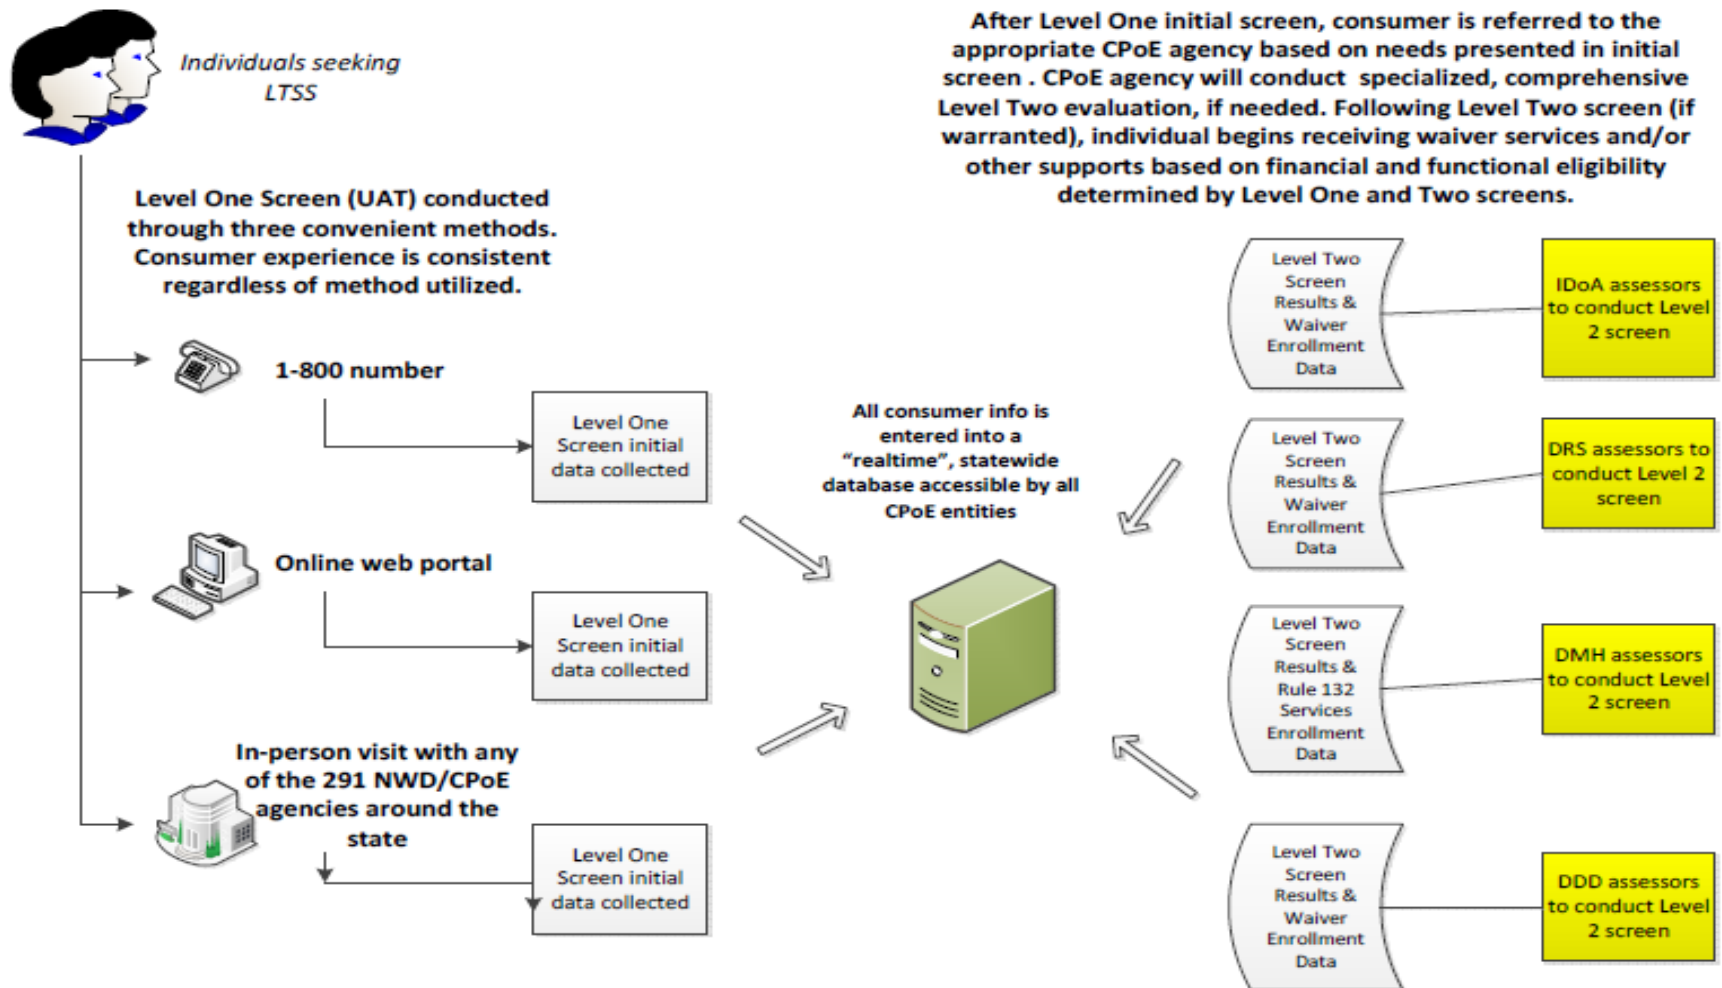 Individuals seeking
LTSS
After Level One initial screen, consumer is referred to the
appropriate CPoE agency based on needs presented in initial
screen . CPoE agency will conduct  specialized, comprehensive
Level Two evaluation, if needed. Following Level Two screen (if
warranted), individual begins receiving waiver services and/or
other supports based on financial and functional eligibility
determined by Level One and Two screens.
Level One Screen (UAT) conducted
through three convenient methods.
Consumer experience is consistent
regardless of method utilized.
1-800 number
Level One
Screen initial
data collected
Online web portal
Level One
Screen initial
data collected
In-person visit with any
of the 291 NWD/CPoE
agencies around the
state
Level One
Screen initial
data collected
All consumer info is
entered into a
“realtime”, statewide
database accessible by all
CPoE entities
Level Two
Screen
Results &
Waiver
Enrollment
Data
IDoA assessors
to conduct Level
2 screen
Level Two
Screen
Results &
Waiver
Enrollment
Data
DRS assessors to
conduct Level 2
screen
Level Two
Screen
Results &
Rule 132
Services
Enrollment
Data
DMH assessors
to conduct Level
2 screen
Level Two
Screen
Results &
Waiver
Enrollment
Data
DDD assessors
to conduct Level
2 screen